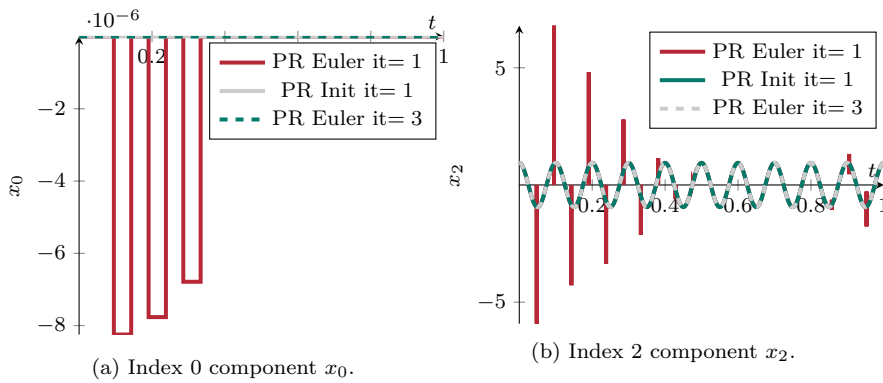 ·10⁻⁶
t
0.2
1
PR Euler it= 1
PR Init it= 1
PR Euler it= 3
−2
−4
−6
−8
x₀
(a) Index 0 component x₀.
PR Euler it= 1
PR Init it= 1
PR Euler it= 3
5
−5
x₂
t
0.2
0.4
0.6
0.8
1
(b) Index 2 component x₂.